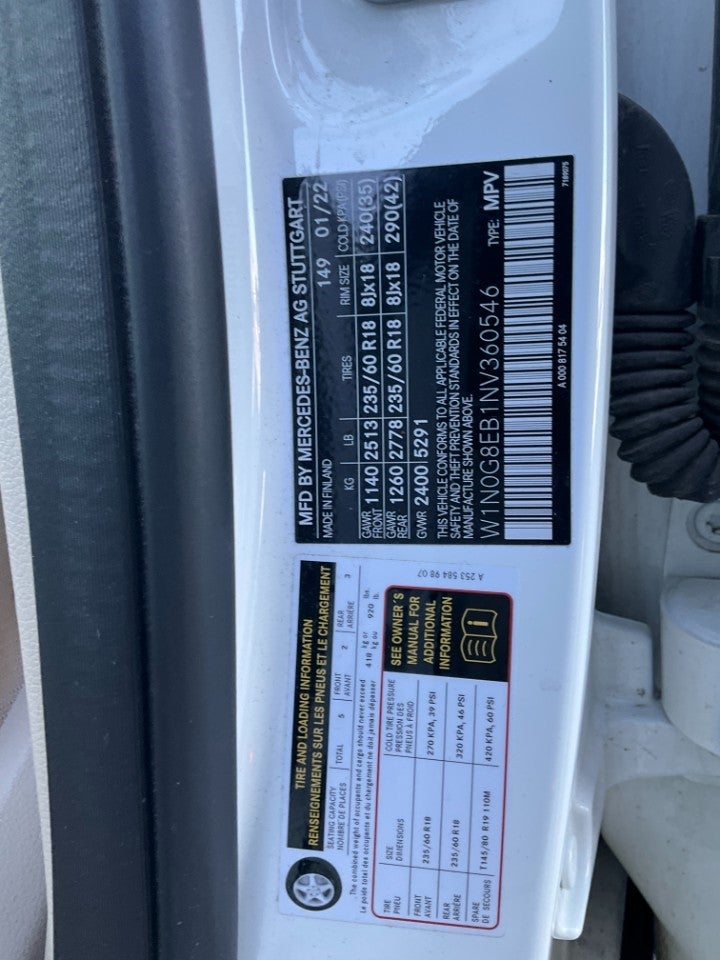 MFD BY MERCEDES-BENZ AG STUTTGART
MADE IN FINLAND 149 01/22
KG LB TIRES RIM SIZE COLD KPA(PSI)
GAWR FRONT 1140 2513 235/60 R18 8Jx18 240(35)
GAWR REAR 1260 2778 235/60 R18 8Jx18 290(42)
GVWR 2400 5291
THIS VEHICLE CONFORMS TO ALL APPLICABLE FEDERAL MOTOR VEHICLE
SAFETY AND THEFT PREVENTION STANDARDS IN EFFECT ON THE DATE OF
MANUFACTURE SHOWN ABOVE.
W1N0G8EB1NV360546 TYPE: MPV
A 000 817 54 04 7189075
TIRE AND LOADING INFORMATION
RENSEIGNEMENTS SUR LES PNEUS ET LE CHARGEMENT
SEATING CAPACITY TOTAL 5 FRONT 2 REAR 3
NOMBRE DE PLACES AVANT ARRIÈRE
The combined weight of occupants and cargo should never exceed 418 kg or 920 lbs.
Le poids total des occupants et du chargement ne doit jamais dépasser kg ou lb.
TIRE SIZE COLD TIRE PRESSURE
PNEU DIMENSIONS PRESSION DES
PNEUS À FROID
FRONT 235/60 R18 270 KPA, 39 PSI
AVANT
REAR 235/60 R18 320 KPA, 46 PSI
ARRIÈRE
SPARE T145/80 R19 110M 420 KPA, 60 PSI
DE SECOURS
SEE OWNER'S
MANUAL FOR
ADDITIONAL
INFORMATION
A 253 584 98 07